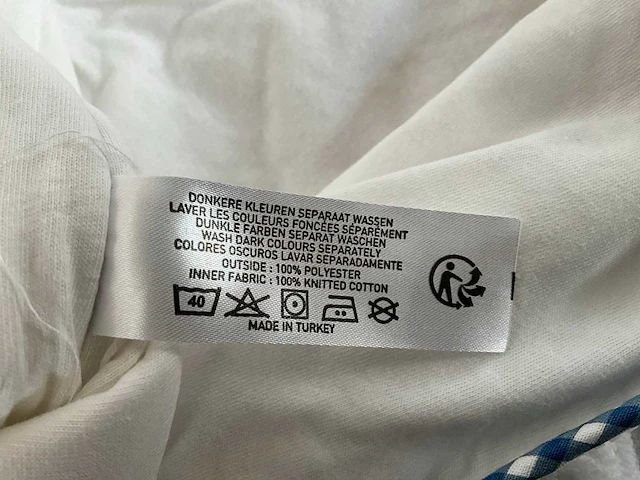 DONKERE KLEUREN SEPARAAT WASSEN
LAVER LES COULEURS FONCÉES SÉPARÉMENT
DUNKLE FARBEN SEPARAT WASCHEN
WASH DARK COLOURS SEPARATELY
COLORES OSCUROS LAVAR SEPARADAMENTE
OUTSIDE : 100% POLYESTER
INNER FABRIC : 100% KNITTED COTTON
40
MADE IN TURKEY